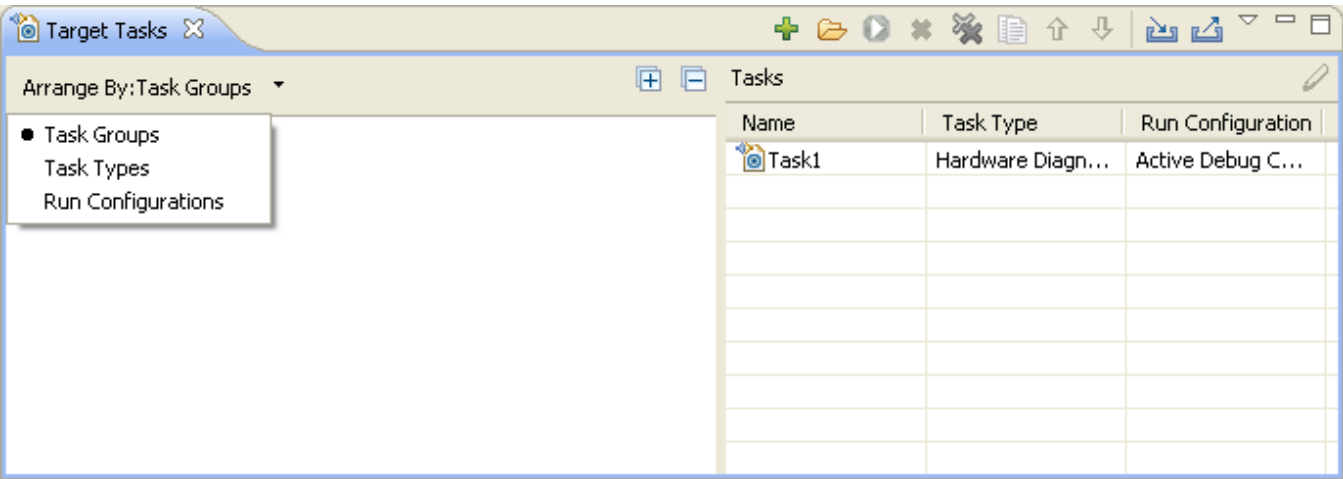 Target Tasks
Arrange By:Task Groups
Task Groups
Task Types
Run Configurations
Tasks
Name Task Type Run Configuration
Task1 Hardware Diagn... Active Debug C...